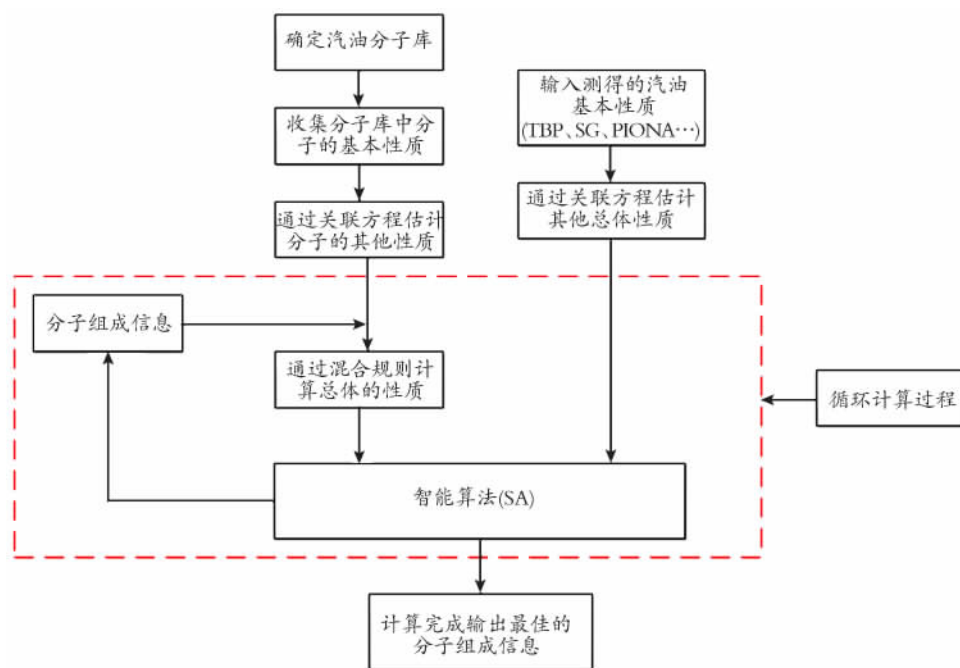 确定汽油分子库
收集分子库中分
子的基本性质
通过关联方程估计
分子的其他性质
输入测得的汽油
基本性质
(TBP、SG、PIONA…)
通过关联方程估计
其他总体性质
分子组成信息
通过混合规则计
算总体的性质
循环计算过程
智能算法(SA)
计算完成输出最佳的
分子组成信息